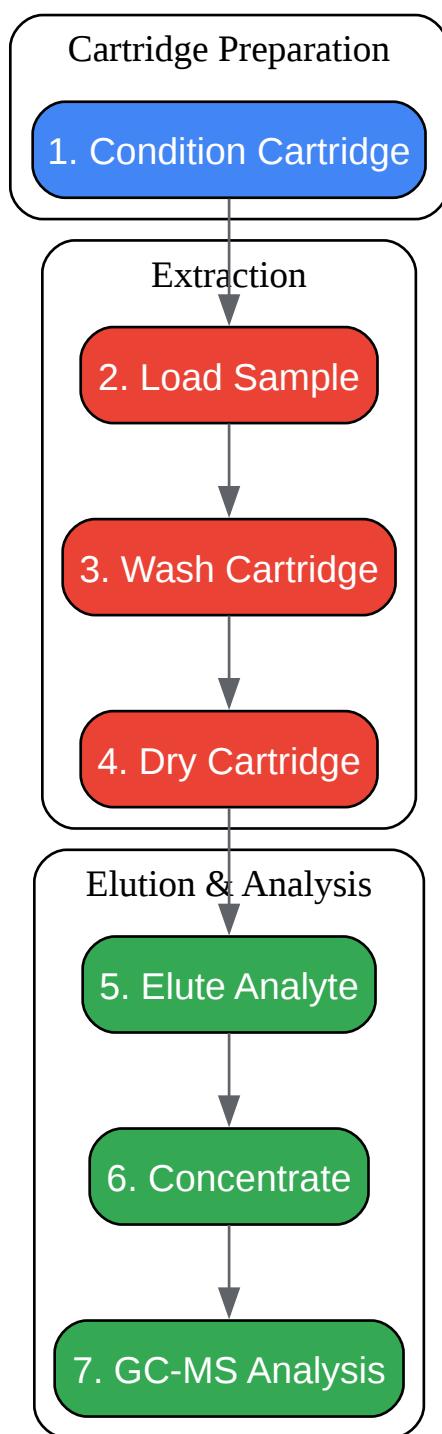 Cartridge Preparation
1. Condition Cartridge
Extraction
2. Load Sample
3. Wash Cartridge
4. Dry Cartridge
Elution & Analysis
5. Elute Analyte
6. Concentrate
7. GC-MS Analysis